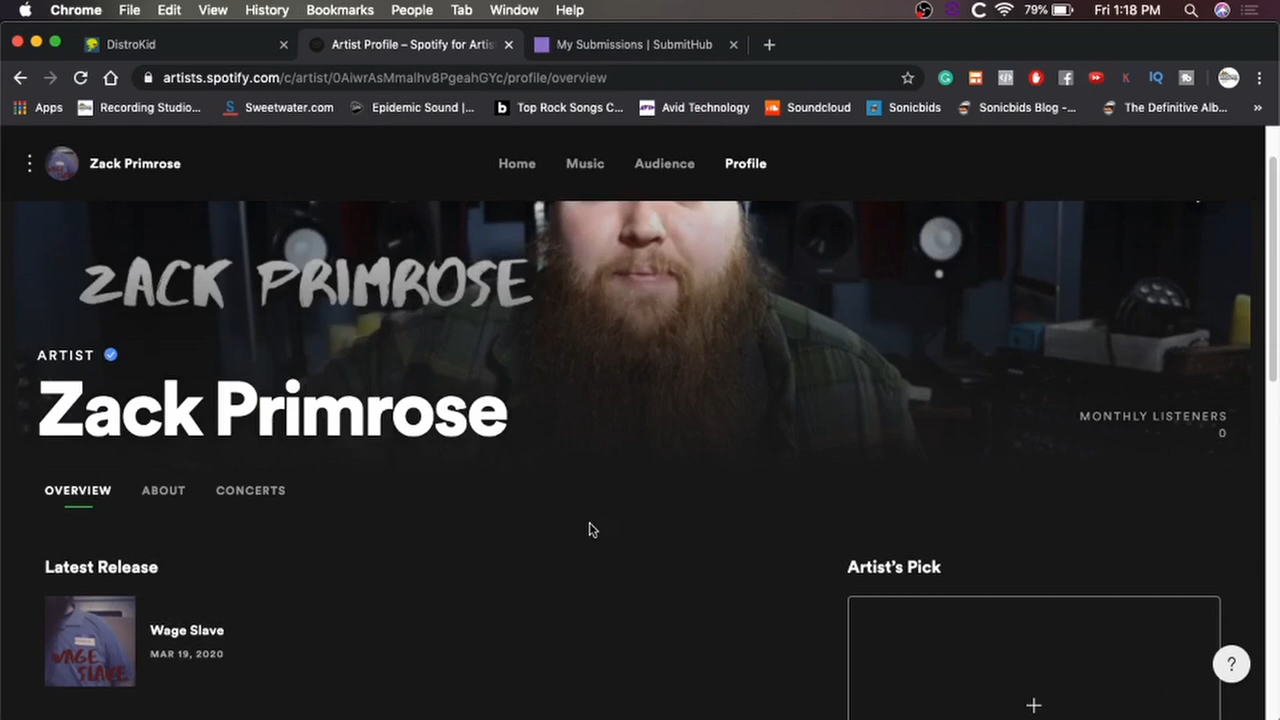 Chrome File Edit View History Bookmarks People Tab Window Help 79% Fri 1:18 PM
DistroKid Artist Profile – Spotify for Artis My Submissions | SubmitHub
artists.spotify.com/c/artist/0AiwrAsMmalhv8PgeahGYc/profile/overview
Apps Recording Studio... Sweetwater.com Epidemic Sound |... Top Rock Songs C... Avid Technology Soundcloud Sonicbids Sonicbids Blog -... The Definitive Alb... »
Zack Primrose Home Music Audience Profile
ZACK PRIMROSE
ARTIST
Zack Primrose
MONTHLY LISTENERS
0
OVERVIEW ABOUT CONCERTS
Latest Release Artist's Pick
Wage Slave
MAR 19, 2020
WAGE
SLAVE
+
?